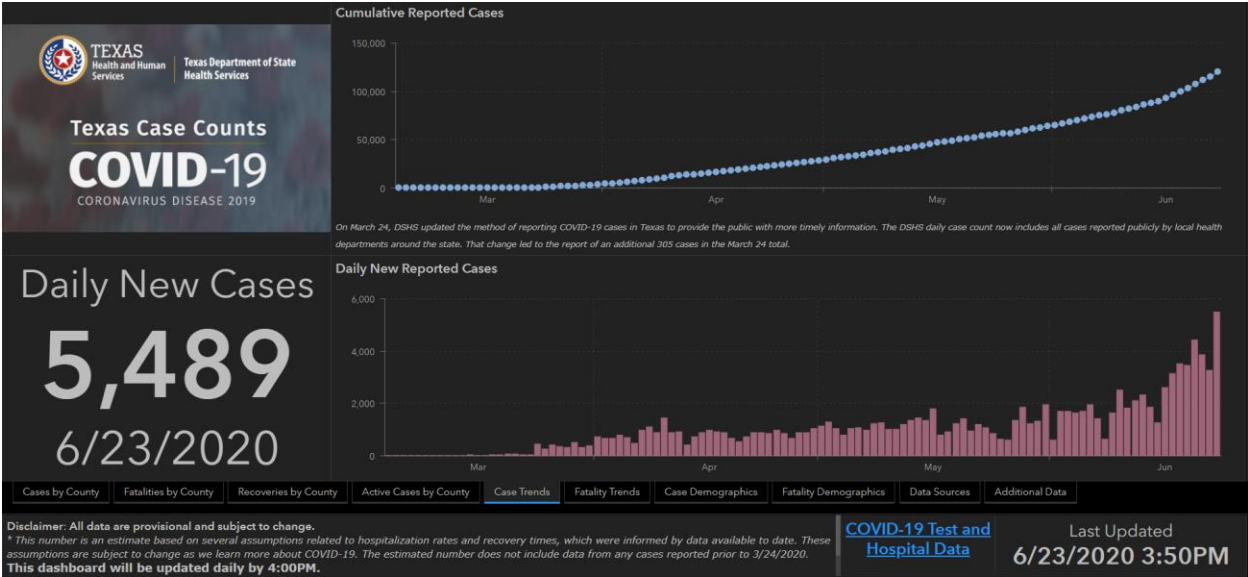 TEXAS
Health and Human
Services
Texas Department of State
Health Services
Texas Case Counts
COVID-19
CORONAVIRUS DISEASE 2019
Cumulative Reported Cases
150,000
100,000
50,000
0
Mar
Apr
May
Jun
On March 24, DSHS updated the method of reporting COVID-19 cases in Texas to provide the public with more timely information. The DSHS daily case count now includes all cases reported publicly by local health
departments around the state. That change led to the report of an additional 305 cases in the March 24 total.
Daily New Cases
5,489
6/23/2020
Daily New Reported Cases
6,000
4,000
2,000
0
Mar
Apr
May
Jun
Cases by County
Fatalities by County
Recoveries by County
Active Cases by County
Case Trends
Fatality Trends
Case Demographics
Fatality Demographics
Data Sources
Additional Data
Disclaimer: All data are provisional and subject to change.
* This number is an estimate based on several assumptions related to hospitalization rates and recovery times, which were informed by data available to date. These
assumptions are subject to change as we learn more about COVID-19. The estimated number does not include data from any cases reported prior to 3/24/2020.
This dashboard will be updated daily by 4:00PM.
COVID-19 Test and
Hospital Data
Last Updated
6/23/2020 3:50PM